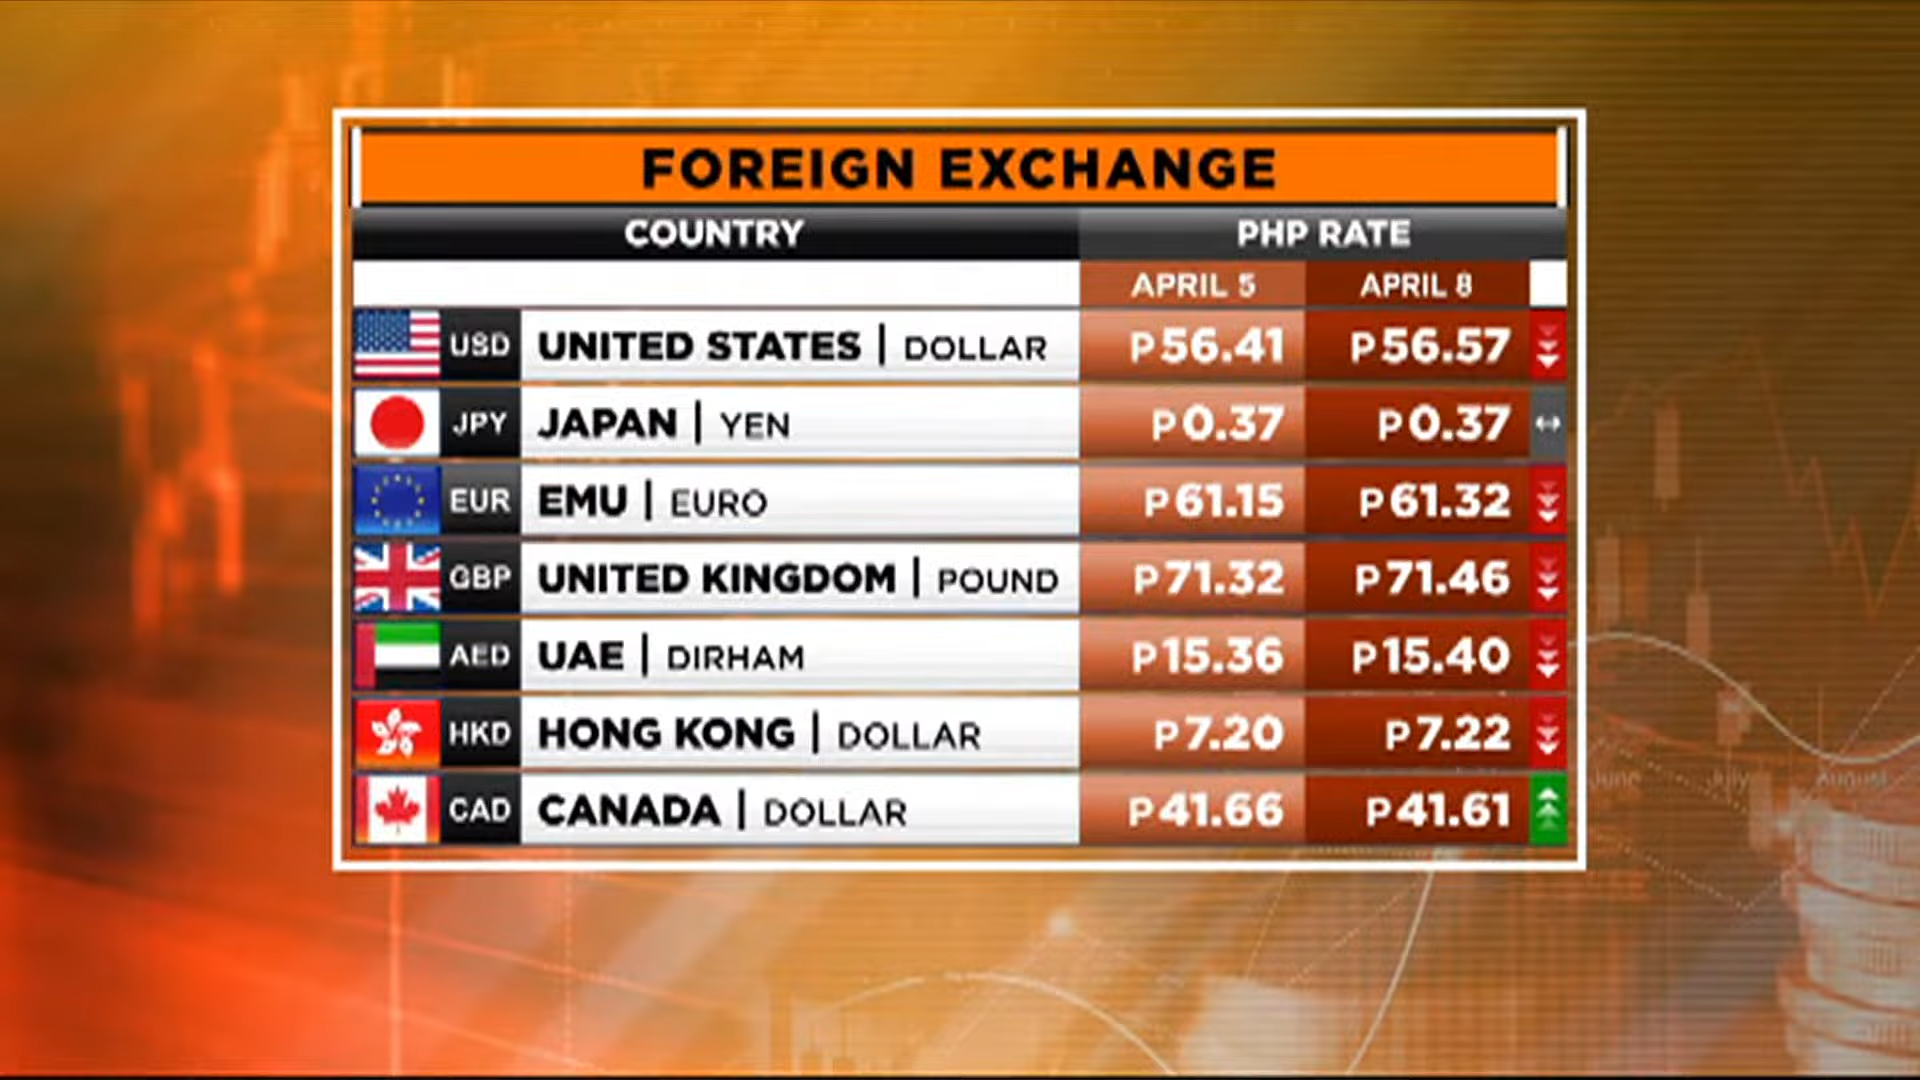 FOREIGN EXCHANGE
COUNTRY PHP RATE
APRIL 5 APRIL 8
USD UNITED STATES | DOLLAR P56.41 P56.57
JPY JAPAN | YEN P0.37 P0.37
EUR EMU | EURO P61.15 P61.32
GBP UNITED KINGDOM | POUND P71.32 P71.46
AED UAE | DIRHAM P15.36 P15.40
HKD HONG KONG | DOLLAR P7.20 P7.22
CAD CANADA | DOLLAR P41.66 P41.61
June July August